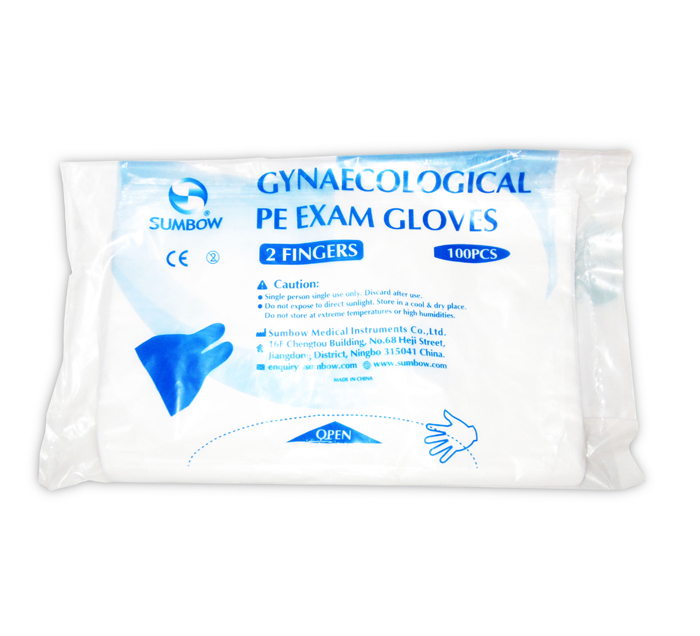 SUMBOW®
GYNAECOLOGICAL
PE EXAM GLOVES
2 FINGERS
100PCS
CE
2
Caution:
• Single person single use only. Discard after use.
• Do not expose to direct sunlight. Store in a cool & dry place.
Do not store at extreme temperatures or high humidities.
Sumbow Medical Instruments Co.,Ltd.
16F Chengtou Building, No.68 Heji Street,
District, Ningbo 315041 China.
enquiry www.sumbow.com
MADE IN CHINA
OPEN